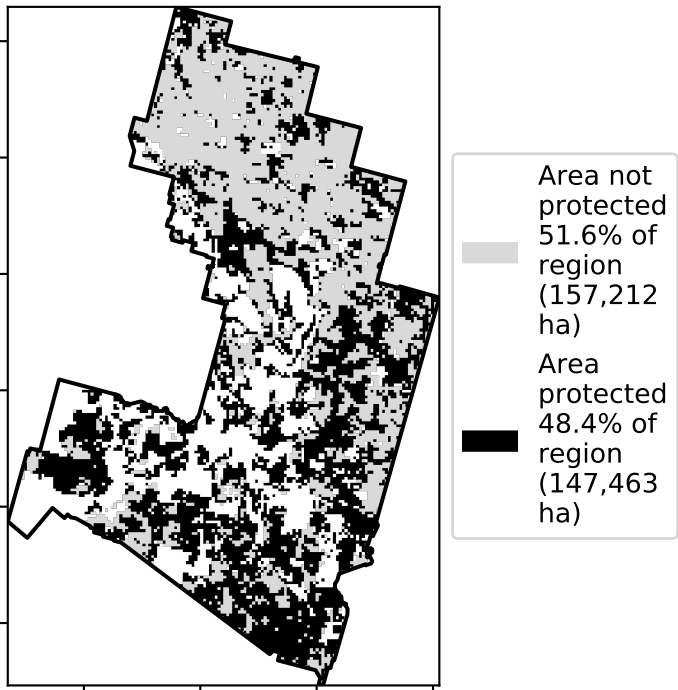 Area not
protected
51.6% of
region
(157,212
ha)
Area
protected
48.4% of
region
(147,463
ha)